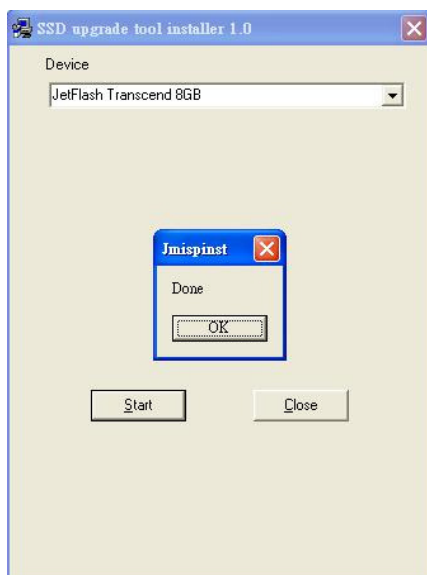 SSD upgrade tool installer 1.0
Device
JetFlash Transcend 8GB
Jmispinst
Done
OK
Start
Close